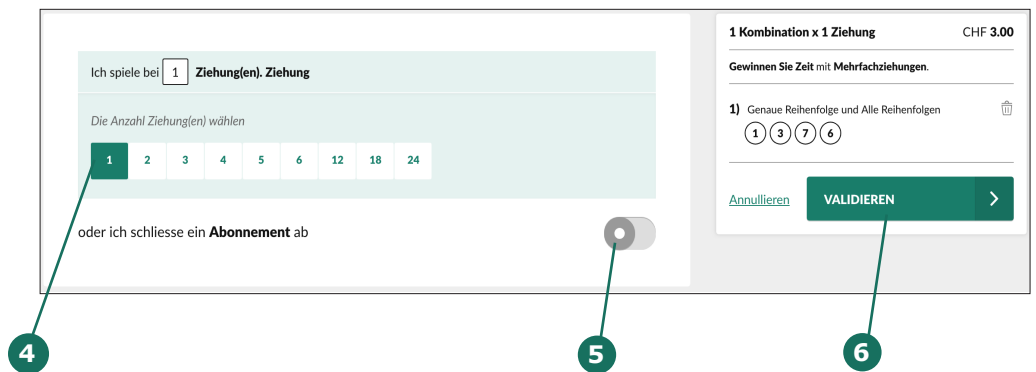 Ich spiele bei 1 Ziehung(en). Ziehung
Die Anzahl Ziehung(en) wählen
1 2 3 4 5 6 12 18 24
oder ich schliesse ein Abonnement ab
1 Kombination x 1 Ziehung CHF 3.00
Gewinnen Sie Zeit mit Mehrfachziehungen.
1) Genaue Reihenfolge und Alle Reihenfolgen
1 3 7 6
Annullieren VALIDIEREN
4 5 6